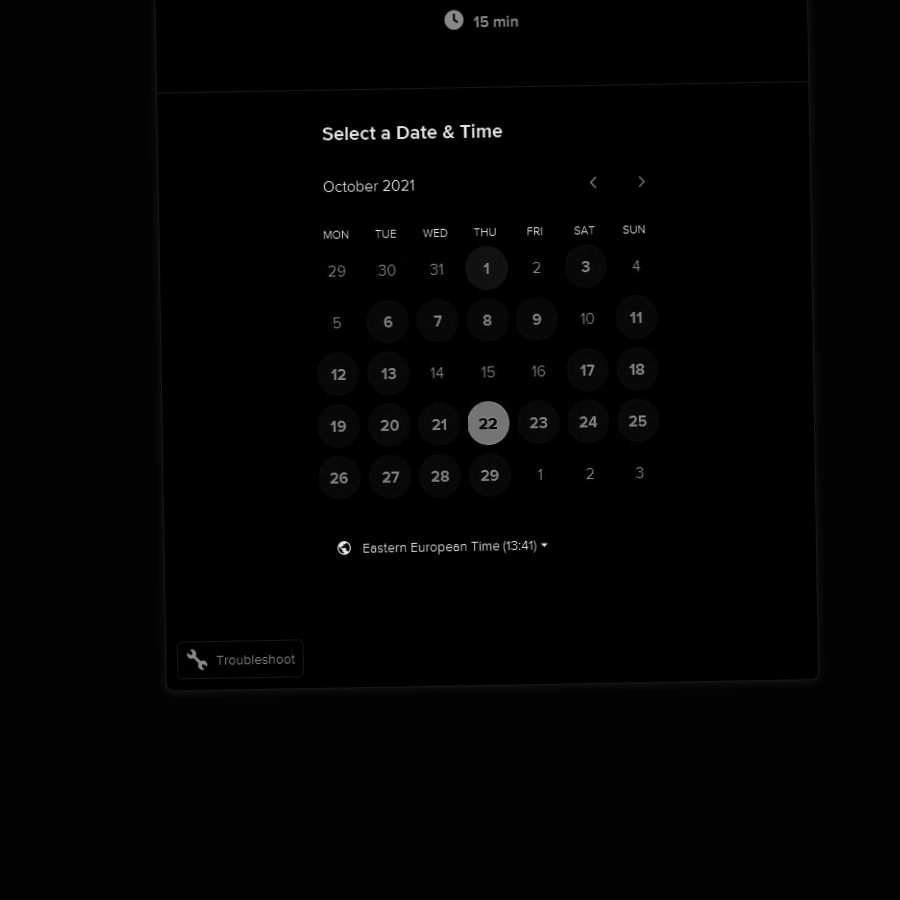 15 min
Select a Date & Time
October 2021
MON TUE WED THU FRI SAT SUN
29 30 31 1 2 3 4
5 6 7 8 9 10 11
12 13 14 15 16 17 18
19 20 21 22 23 24 25
26 27 28 29 1 2 3
Eastern European Time (13:41)
Troubleshoot